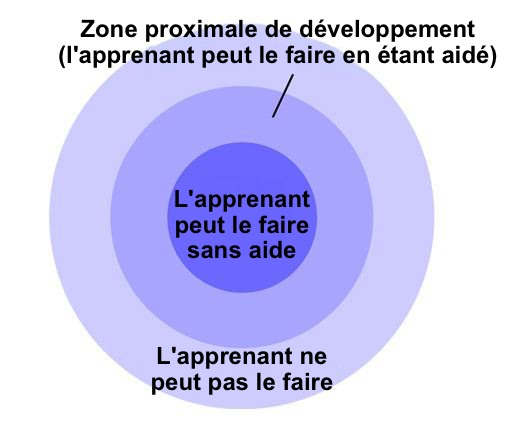 Zone proximale de développement
(l'apprenant peut le faire en étant aidé)
L'apprenant
peut le faire
sans aide
L'apprenant ne
peut pas le faire